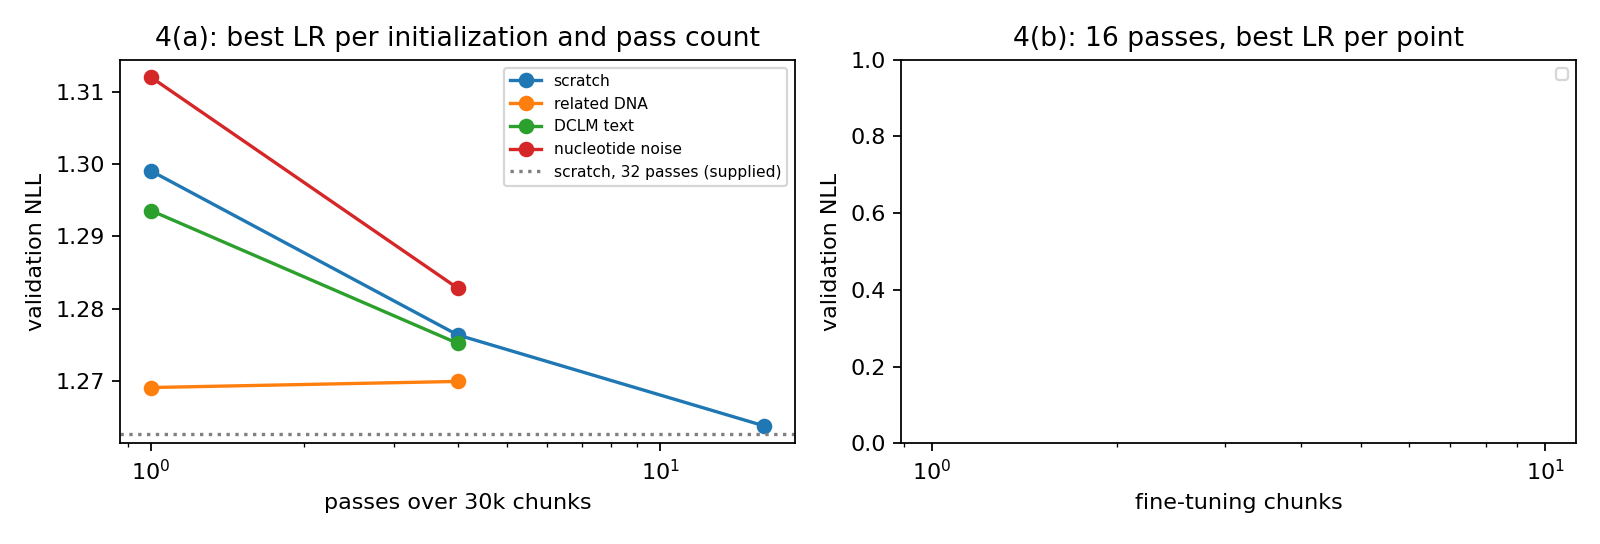 4(a): best LR per initialization and pass count
validation NLL
1.31
1.30
1.29
1.28
1.27
scratch
related DNA
DCLM text
nucleotide noise
scratch, 32 passes (supplied)
10⁰
10¹
passes over 30k chunks
4(b): 16 passes, best LR per point
validation NLL
1.0
0.8
0.6
0.4
0.2
0.0
10⁰
10¹
fine-tuning chunks